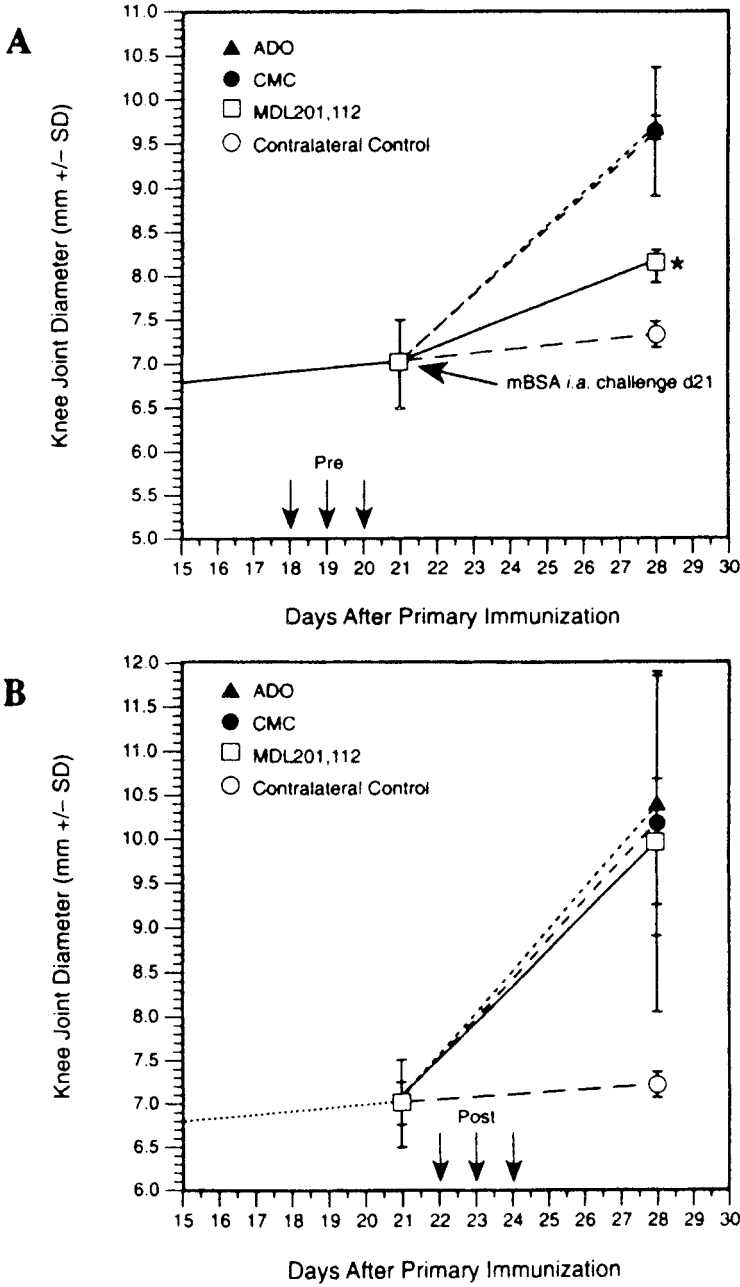 A
Knee Joint Diameter (mm +/− SD)
11.0
10.5
10.0
9.5
9.0
8.5
8.0
7.5
7.0
6.5
6.0
5.5
5.0
ADO
CMC
MDL201,112
Contralateral Control
★
mBSA i.a. challenge d21
Pre
15 16 17 18 19 20 21 22 23 24 25 26 27 28 29 30
Days After Primary Immunization
B
Knee Joint Diameter (mm +/− SD)
12.0
11.5
11.0
10.5
10.0
9.5
9.0
8.5
8.0
7.5
7.0
6.5
6.0
ADO
CMC
MDL201,112
Contralateral Control
Post
15 16 17 18 19 20 21 22 23 24 25 26 27 28 29 30
Days After Primary Immunization